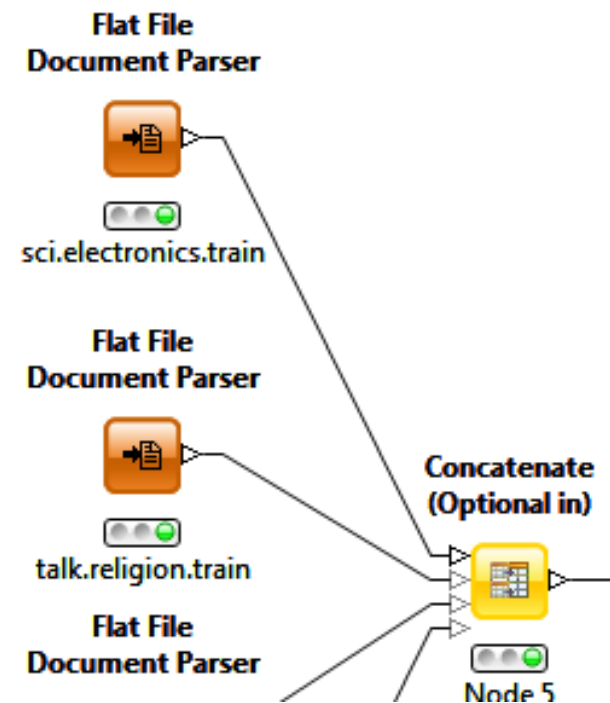 Flat File
Document Parser
sci.electronics.train
Flat File
Document Parser
talk.religion.train
Concatenate
(Optional in)
Node 5
Flat File
Document Parser